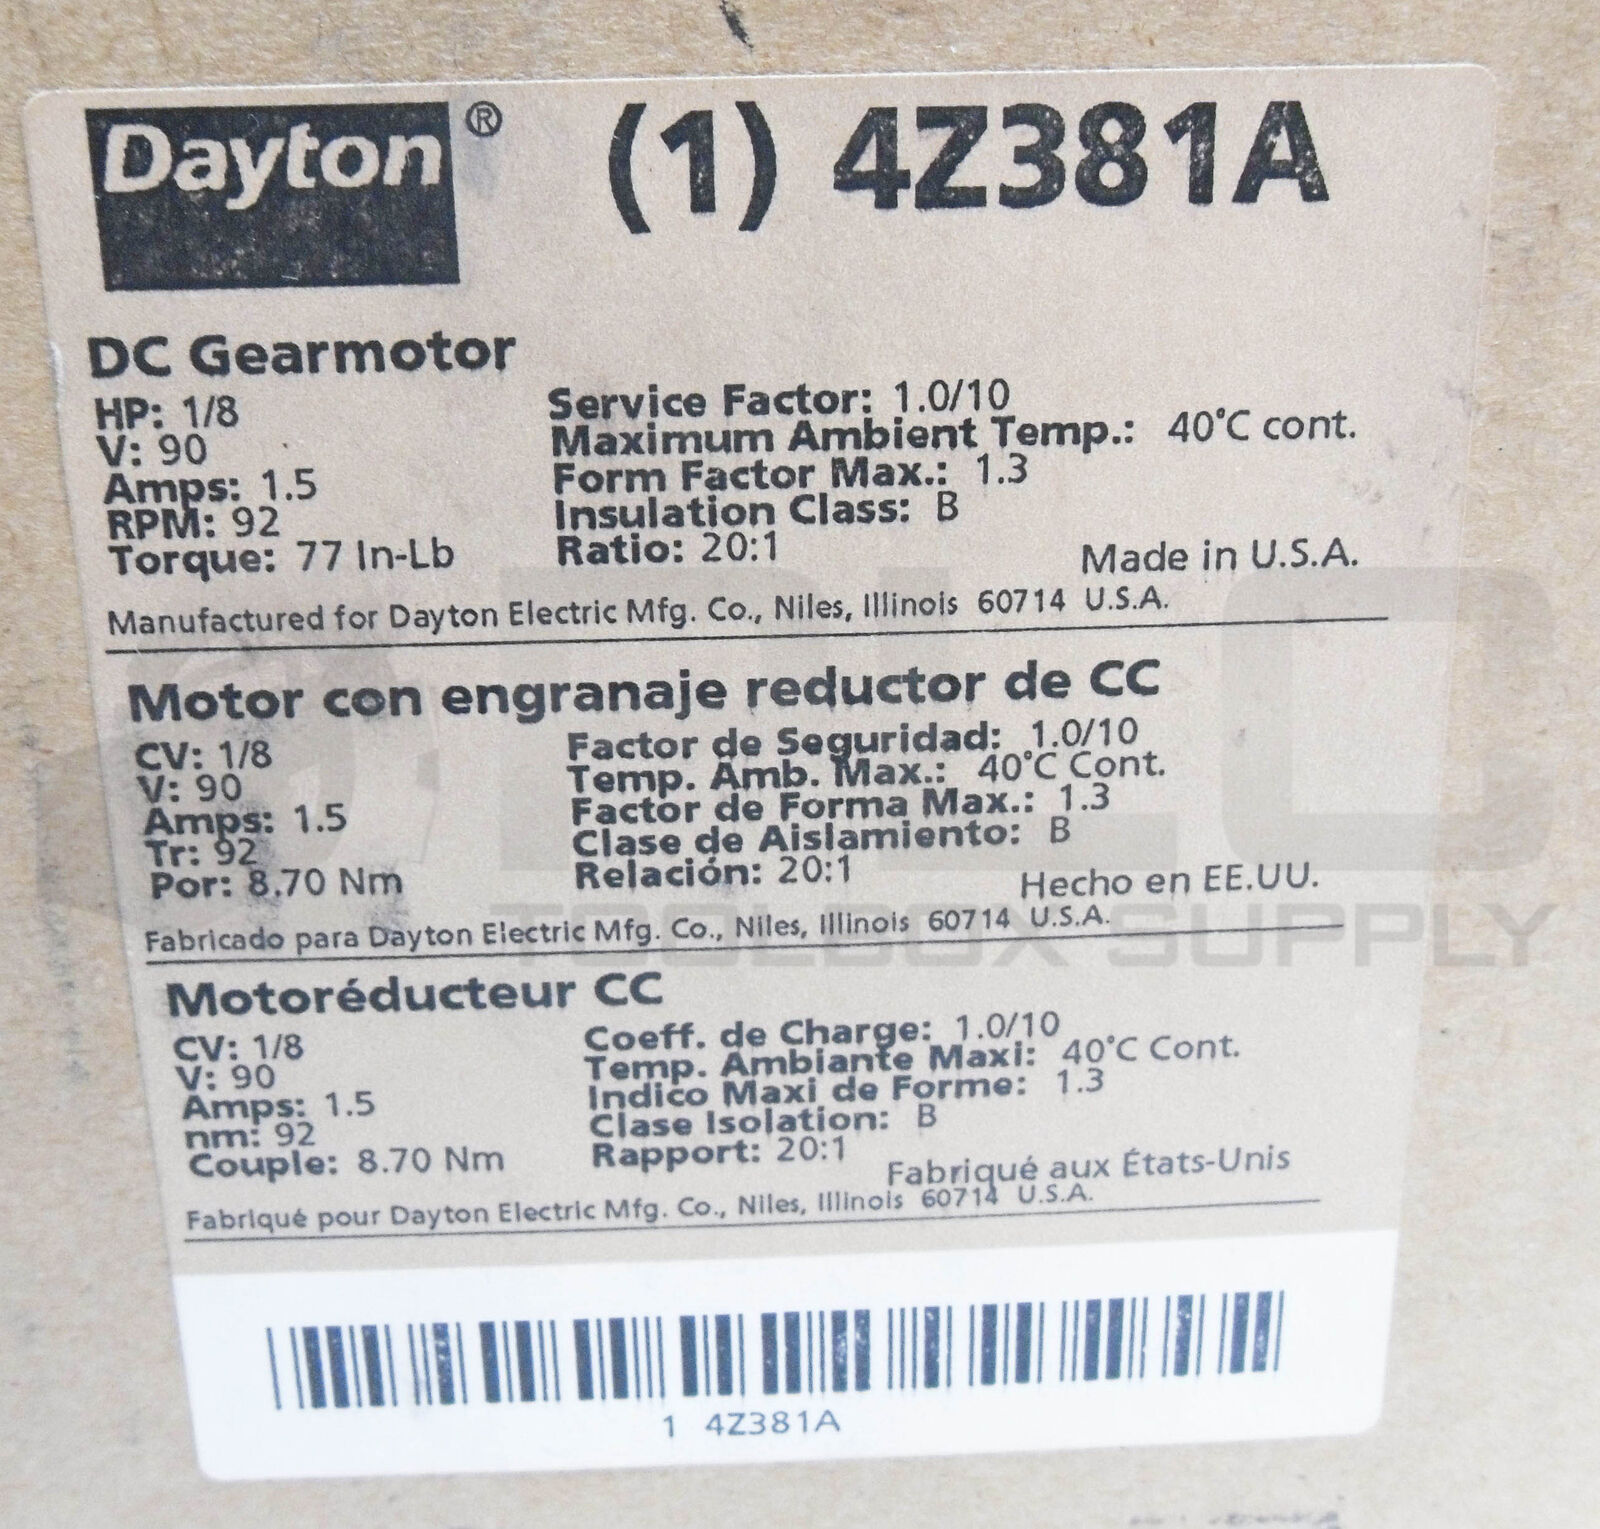 Dayton® (1) 4Z381A
DC Gearmotor
HP: 1/8
V: 90
Amps: 1.5
RPM: 92
Torque: 77 In-Lb
Service Factor: 1.0/10
Maximum Ambient Temp.: 40°C cont.
Form Factor Max.: 1.3
Insulation Class: B
Ratio: 20:1
Made in U.S.A.
Manufactured for Dayton Electric Mfg. Co., Niles, Illinois 60714 U.S.A.
Motor con engranaje reductor de CC
CV: 1/8
V: 90
Amps: 1.5
Tr: 92
Por: 8.70 Nm
Factor de Seguridad: 1.0/10
Temp. Amb. Max.: 40°C Cont.
Factor de Forma Max.: 1.3
Clase de Aislamiento: B
Relación: 20:1
Hecho en EE.UU.
Fabricado para Dayton Electric Mfg. Co., Niles, Illinois 60714 U.S.A.
Motoréducteur CC
CV: 1/8
V: 90
Amps: 1.5
nm: 92
Couple: 8.70 Nm
Coeff. de Charge: 1.0/10
Temp. Ambiante Maxi: 40°C Cont.
Indico Maxi de Forme: 1.3
Clase Isolation: B
Rapport: 20:1
Fabriqué aux États-Unis
Fabriqué pour Dayton Electric Mfg. Co., Niles, Illinois 60714 U.S.A.
1 4Z381A
TOOLBOX SUPPLY